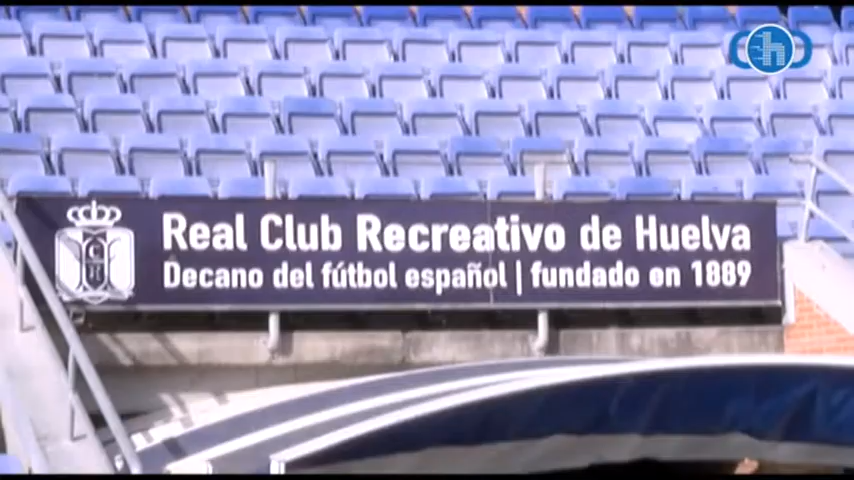 Real Club Recreativo de Huelva
Decano del fútbol español | fundado en 1889